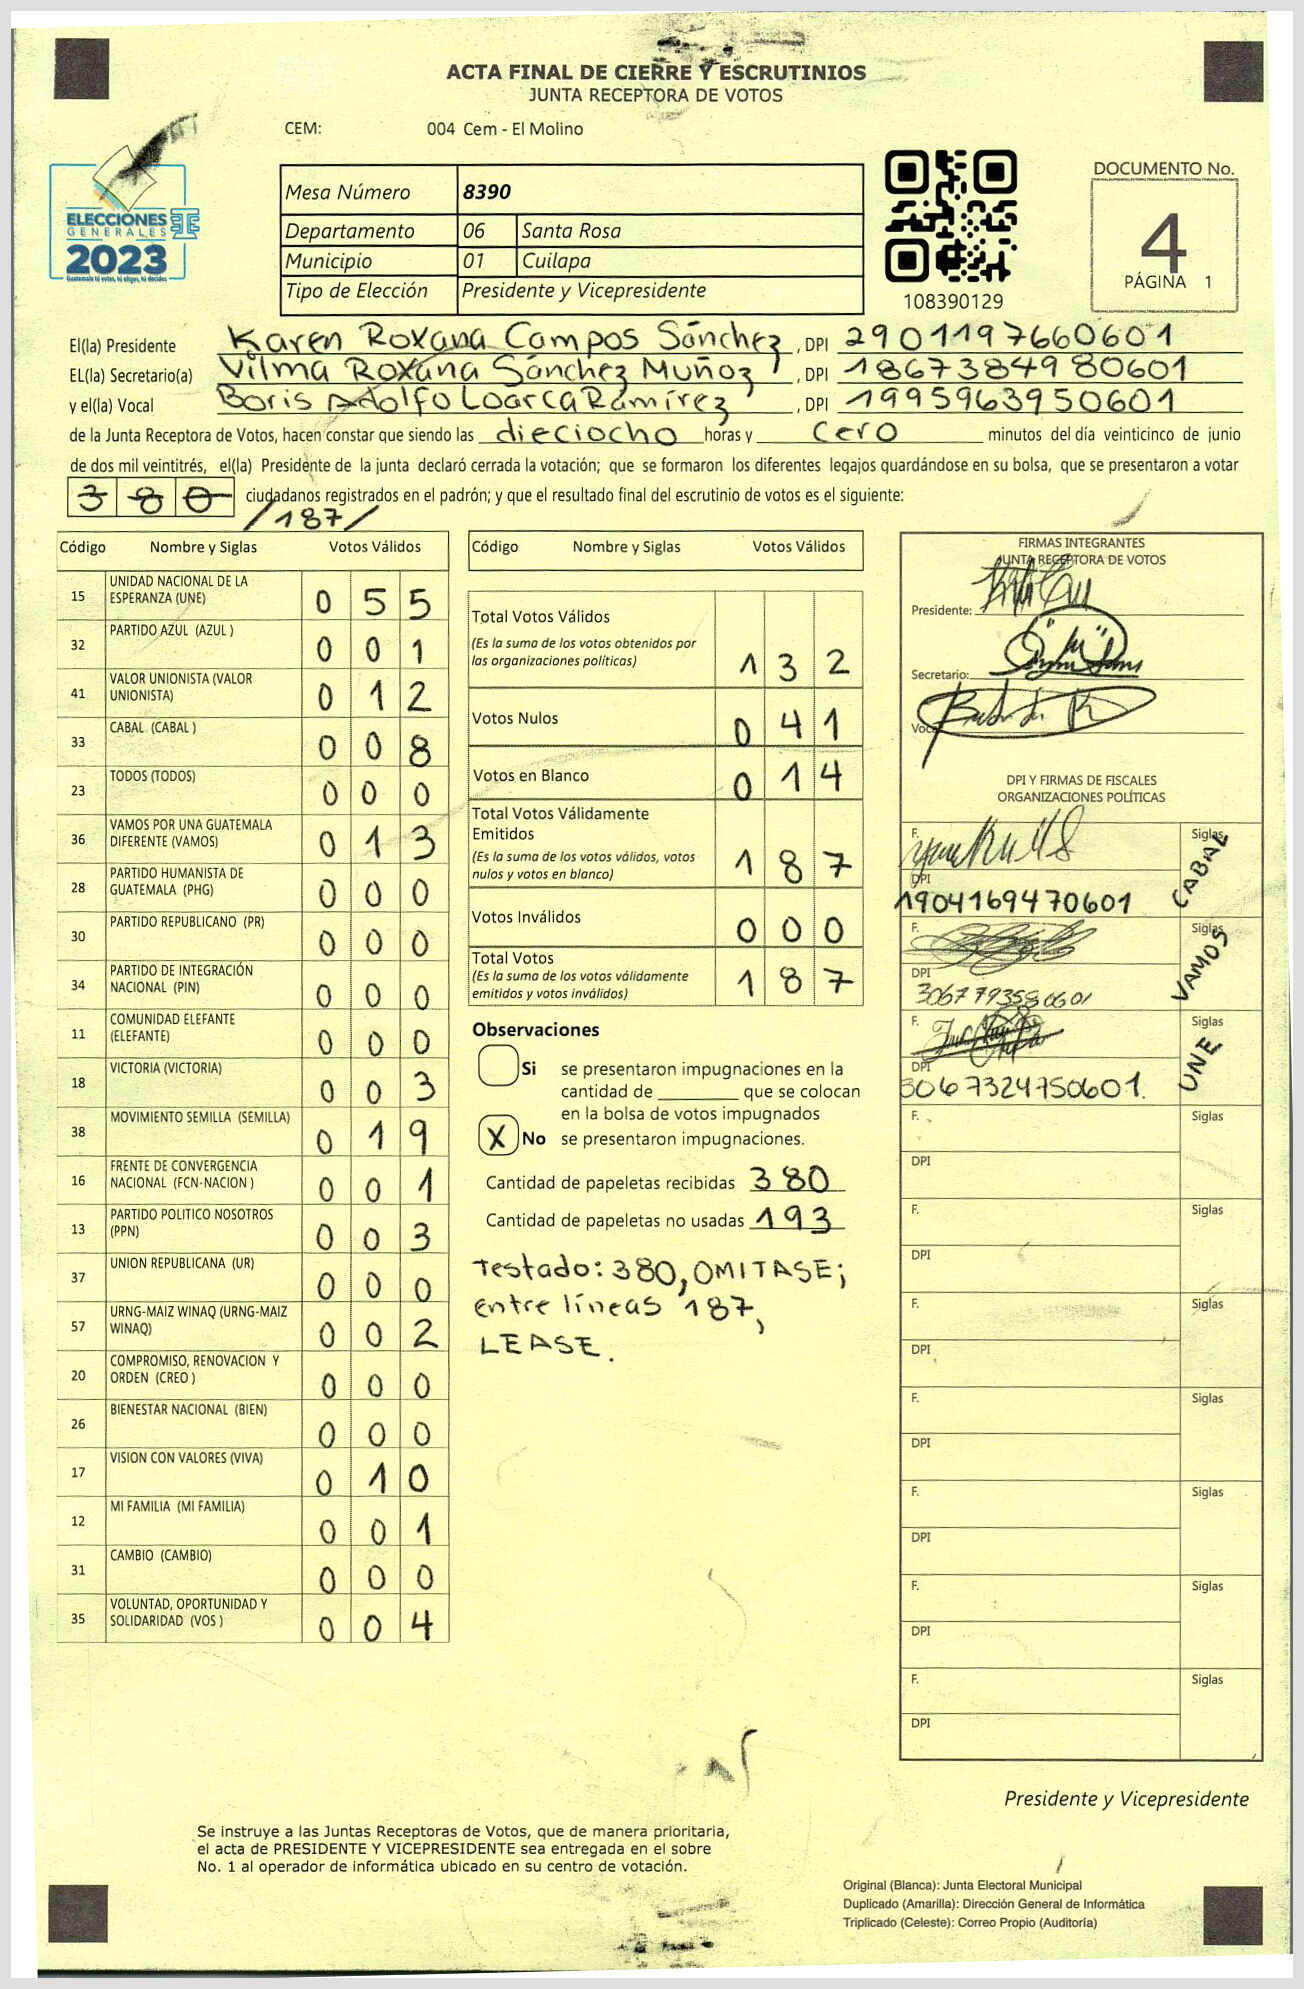 ACTA FINAL DE CIERRE Y ESCRUTINIOS
JUNTA RECEPTORA DE VOTOS
CEM: 004 Cem - El Molino
ELECCIONES
GENERALES
2023
Guatemala tú votas, tú eliges, tú decides
Mesa Número 8390
Departamento 06 Santa Rosa
Municipio 01 Cuilapa
Tipo de Elección Presidente y Vicepresidente
108390129
DOCUMENTO No.
4
PÁGINA 1
El(la) Presidente Karen Roxana Campos Sánchez, DPI 2901197660601
EL(la) Secretario(a) Vilma Roxana Sánchez Muñoz, DPI 1867384980601
y el(la) Vocal Boris Adolfo Loarca Ramírez, DPI 1995963950601
de la Junta Receptora de Votos, hacen constar que siendo las dieciocho horas y cero minutos del día veinticinco de junio
de dos mil veintitrés, el(la) Presidente de la junta declaró cerrada la votación; que se formaron los diferentes legajos guardándose en su bolsa, que se presentaron a votar
380 ciudadanos registrados en el padrón; y que el resultado final del escrutinio de votos es el siguiente:
/187/
Código Nombre y Siglas Votos Válidos
15 UNIDAD NACIONAL DE LA ESPERANZA (UNE) 0 5 5
32 PARTIDO AZUL (AZUL ) 0 0 1
41 VALOR UNIONISTA (VALOR UNIONISTA) 0 1 2
33 CABAL (CABAL ) 0 0 8
23 TODOS (TODOS) 0 0 0
36 VAMOS POR UNA GUATEMALA DIFERENTE (VAMOS) 0 1 3
28 PARTIDO HUMANISTA DE GUATEMALA (PHG) 0 0 0
30 PARTIDO REPUBLICANO (PR) 0 0 0
34 PARTIDO DE INTEGRACIÓN NACIONAL (PIN) 0 0 0
11 COMUNIDAD ELEFANTE (ELEFANTE) 0 0 0
18 VICTORIA (VICTORIA) 0 0 3
38 MOVIMIENTO SEMILLA (SEMILLA) 0 1 9
16 FRENTE DE CONVERGENCIA NACIONAL (FCN-NACION ) 0 0 1
13 PARTIDO POLITICO NOSOTROS (PPN) 0 0 3
37 UNION REPUBLICANA (UR) 0 0 0
57 URNG-MAIZ WINAQ (URNG-MAIZ WINAQ) 0 0 2
20 COMPROMISO, RENOVACION Y ORDEN (CREO ) 0 0 0
26 BIENESTAR NACIONAL (BIEN) 0 0 0
17 VISION CON VALORES (VIVA) 0 1 0
12 MI FAMILIA (MI FAMILIA) 0 0 1
31 CAMBIO (CAMBIO) 0 0 0
35 VOLUNTAD, OPORTUNIDAD Y SOLIDARIDAD (VOS ) 0 0 4
Código Nombre y Siglas Votos Válidos
Total Votos Válidos
(Es la suma de los votos obtenidos por
las organizaciones políticas) 1 3 2
Votos Nulos 0 4 1
Votos en Blanco 0 1 4
Total Votos Válidamente
Emitidos
(Es la suma de los votos válidos, votos
nulos y votos en blanco) 1 8 7
Votos Inválidos 0 0 0
Total Votos
(Es la suma de los votos válidamente
emitidos y votos inválidos) 1 8 7
Observaciones
Si se presentaron impugnaciones en la
cantidad de ________ que se colocan
en la bolsa de votos impugnados
X No se presentaron impugnaciones.
Cantidad de papeletas recibidas 380
Cantidad de papeletas no usadas 193
Testado: 380, OMITASE;
entre líneas 187,
LEASE.
FIRMAS INTEGRANTES
JUNTA RECEPTORA DE VOTOS
Presidente:
Secretario:
Vocal
DPI Y FIRMAS DE FISCALES
ORGANIZACIONES POLÍTICAS
F. Siglas CABAL
DPI
1904169470601
F. Siglas VAMOS
DPI
3067793580601
F. Siglas UNE
DPI
3067324750601.
F. Siglas
DPI
F. Siglas
DPI
F. Siglas
DPI
F. Siglas
DPI
F. Siglas
DPI
F. Siglas
DPI
F. Siglas
DPI
Presidente y Vicepresidente
Se instruye a las Juntas Receptoras de Votos, que de manera prioritaria,
el acta de PRESIDENTE Y VICEPRESIDENTE sea entregada en el sobre
No. 1 al operador de informática ubicado en su centro de votación.
Original (Blanca): Junta Electoral Municipal
Duplicado (Amarilla): Dirección General de Informática
Triplicado (Celeste): Correo Propio (Auditoría)